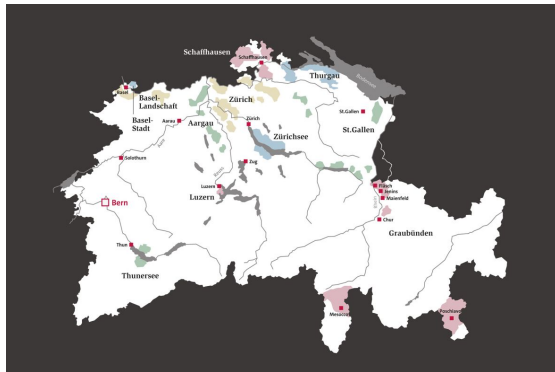 Schaffhausen
Schaffhausen
Thurgau
Bodensee
Basel
Basel-
Landschaft
Basel-
Stadt
Zürich
Aarau
Aargau
Zürich
St.Gallen
St.Gallen
Zürichsee
Solothurn
Zug
Luzern
Luzern
Fläsch
Jenins
Maienfeld
Bern
Chur
Graubünden
Thun
Thunersee
Mesocco
Poschiavo